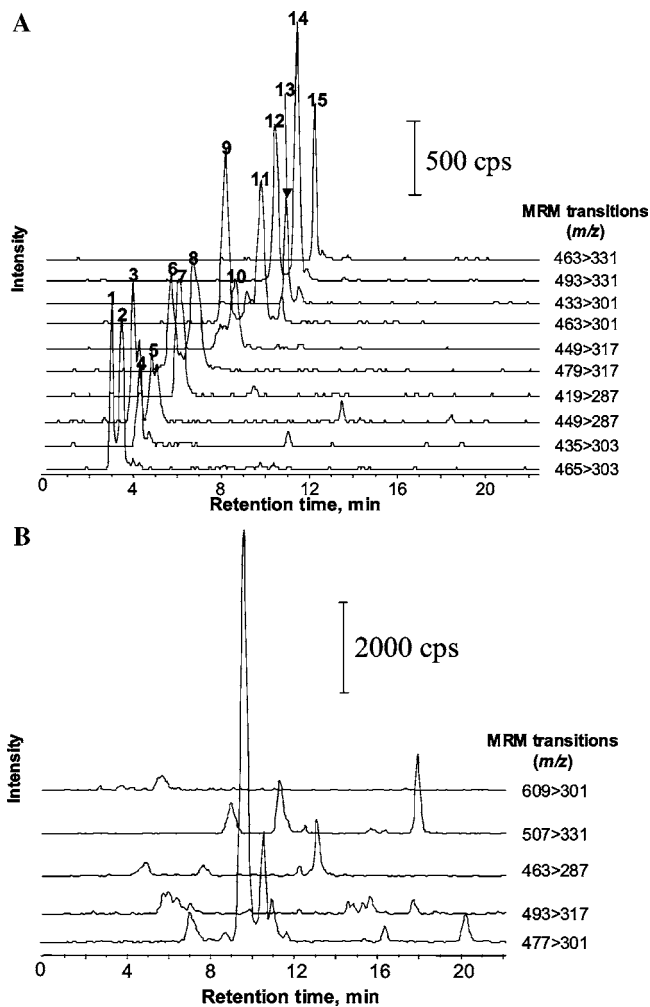 A
14
13
15
12
500 cps
9
11
MRM transitions
(m/z)
Intensity
463>331
8
6
3
7
10
493>331
1
433>301
2
463>301
5
449>317
4
479>317
419>287
449>287
435>303
465>303
0 4 8 12 16 20
Retention time, min
B
2000 cps
MRM transitions
(m/z)
Intensity
609>301
507>331
463>287
493>317
477>301
0 4 8 12 16 20
Retention time, min